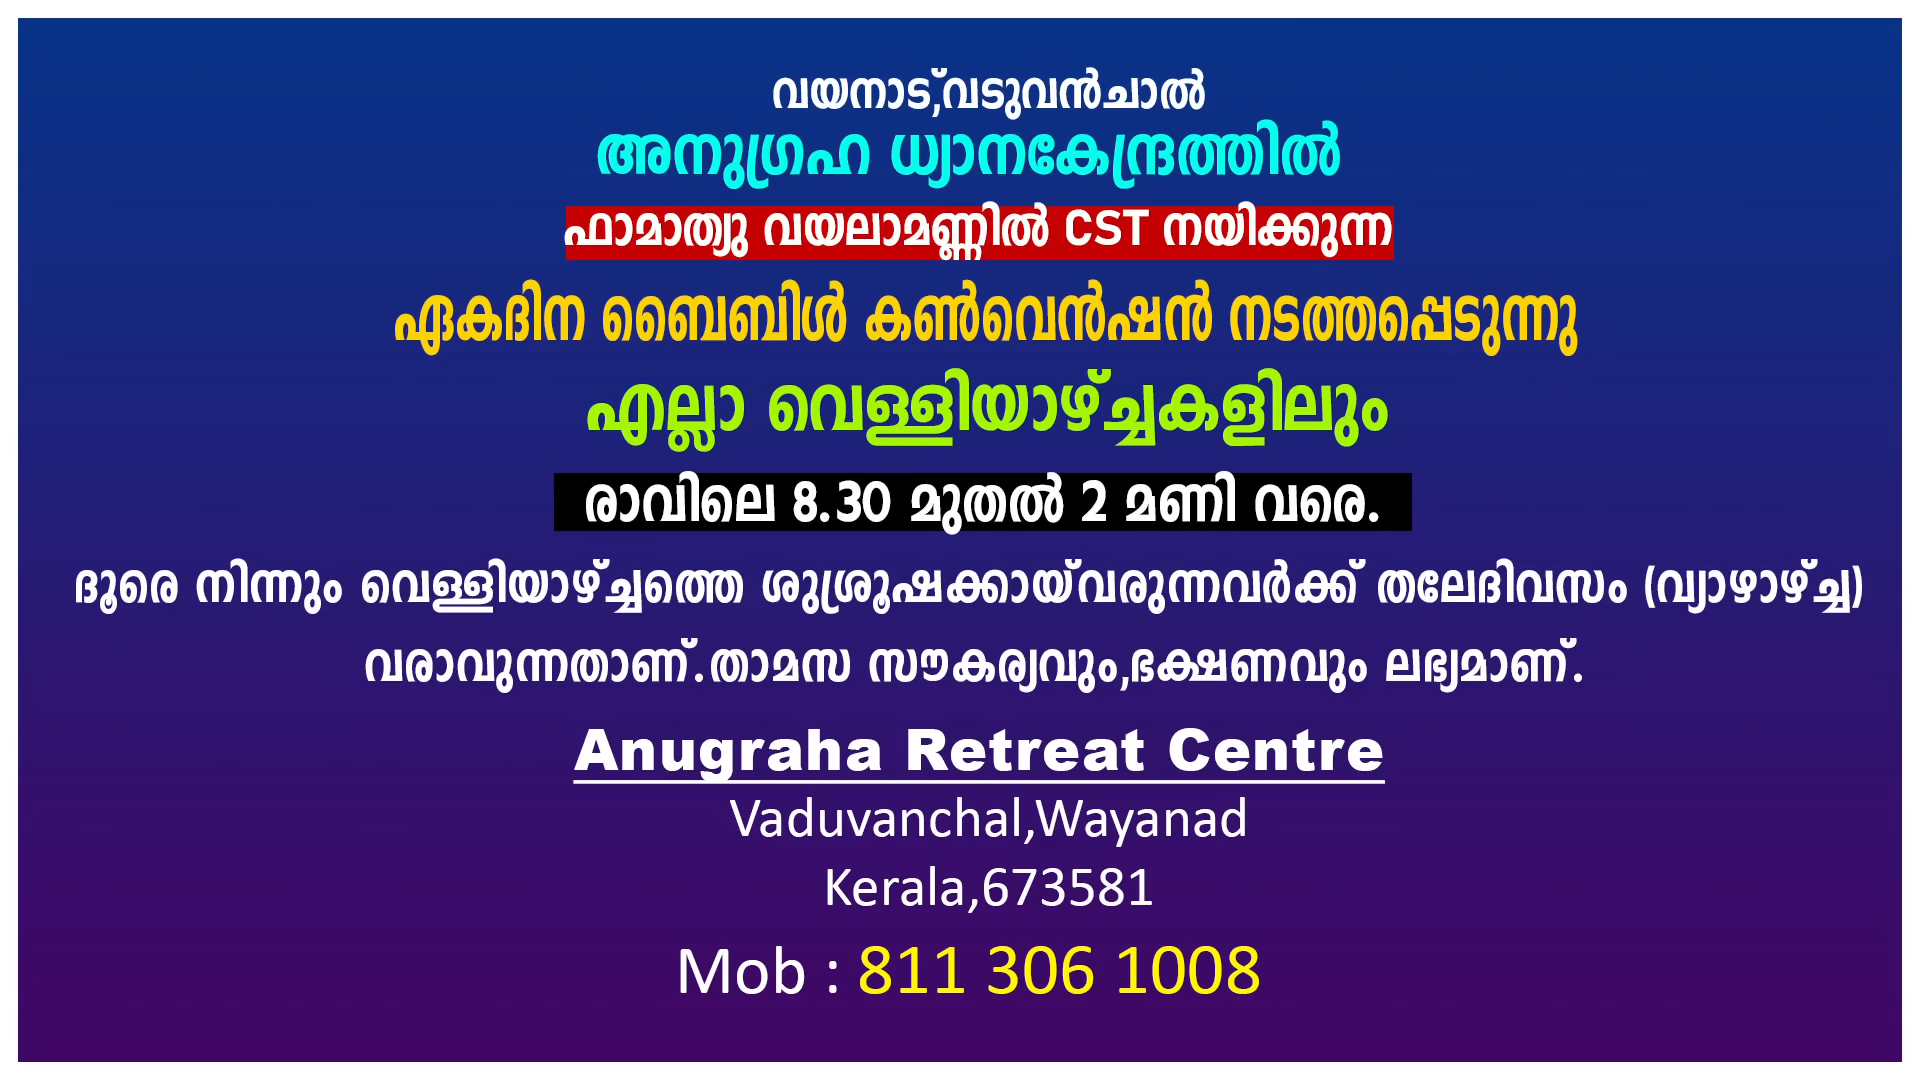 വയനാട്,വടുവൻചാൽ
അനുഗ്രഹ ധ്യാനകേന്ദ്രത്തിൽ
ഫാമാത്യു വയലാമണ്ണിൽ CST നയിക്കുന്ന
ഏകദിന ബൈബിൾ കൺവെൻഷൻ നടത്തപ്പെടുന്നു
എല്ലാ വെള്ളിയാഴ്ച്ചകളിലും
രാവിലെ 8.30 മുതൽ 2 മണി വരെ.
ദൂരെ നിന്നും വെള്ളിയാഴ്ച്ചത്തെ ശുശ്രൂഷക്കായ്‌വരുന്നവർക്ക് തലേദിവസം (വ്യാഴാഴ്ച്ച)
വരാവുന്നതാണ്.താമസ സൗകര്യവും,ഭക്ഷണവും ലഭ്യമാണ്.
Anugraha Retreat Centre
Vaduvanchal,Wayanad
Kerala,673581
Mob : 811 306 1008